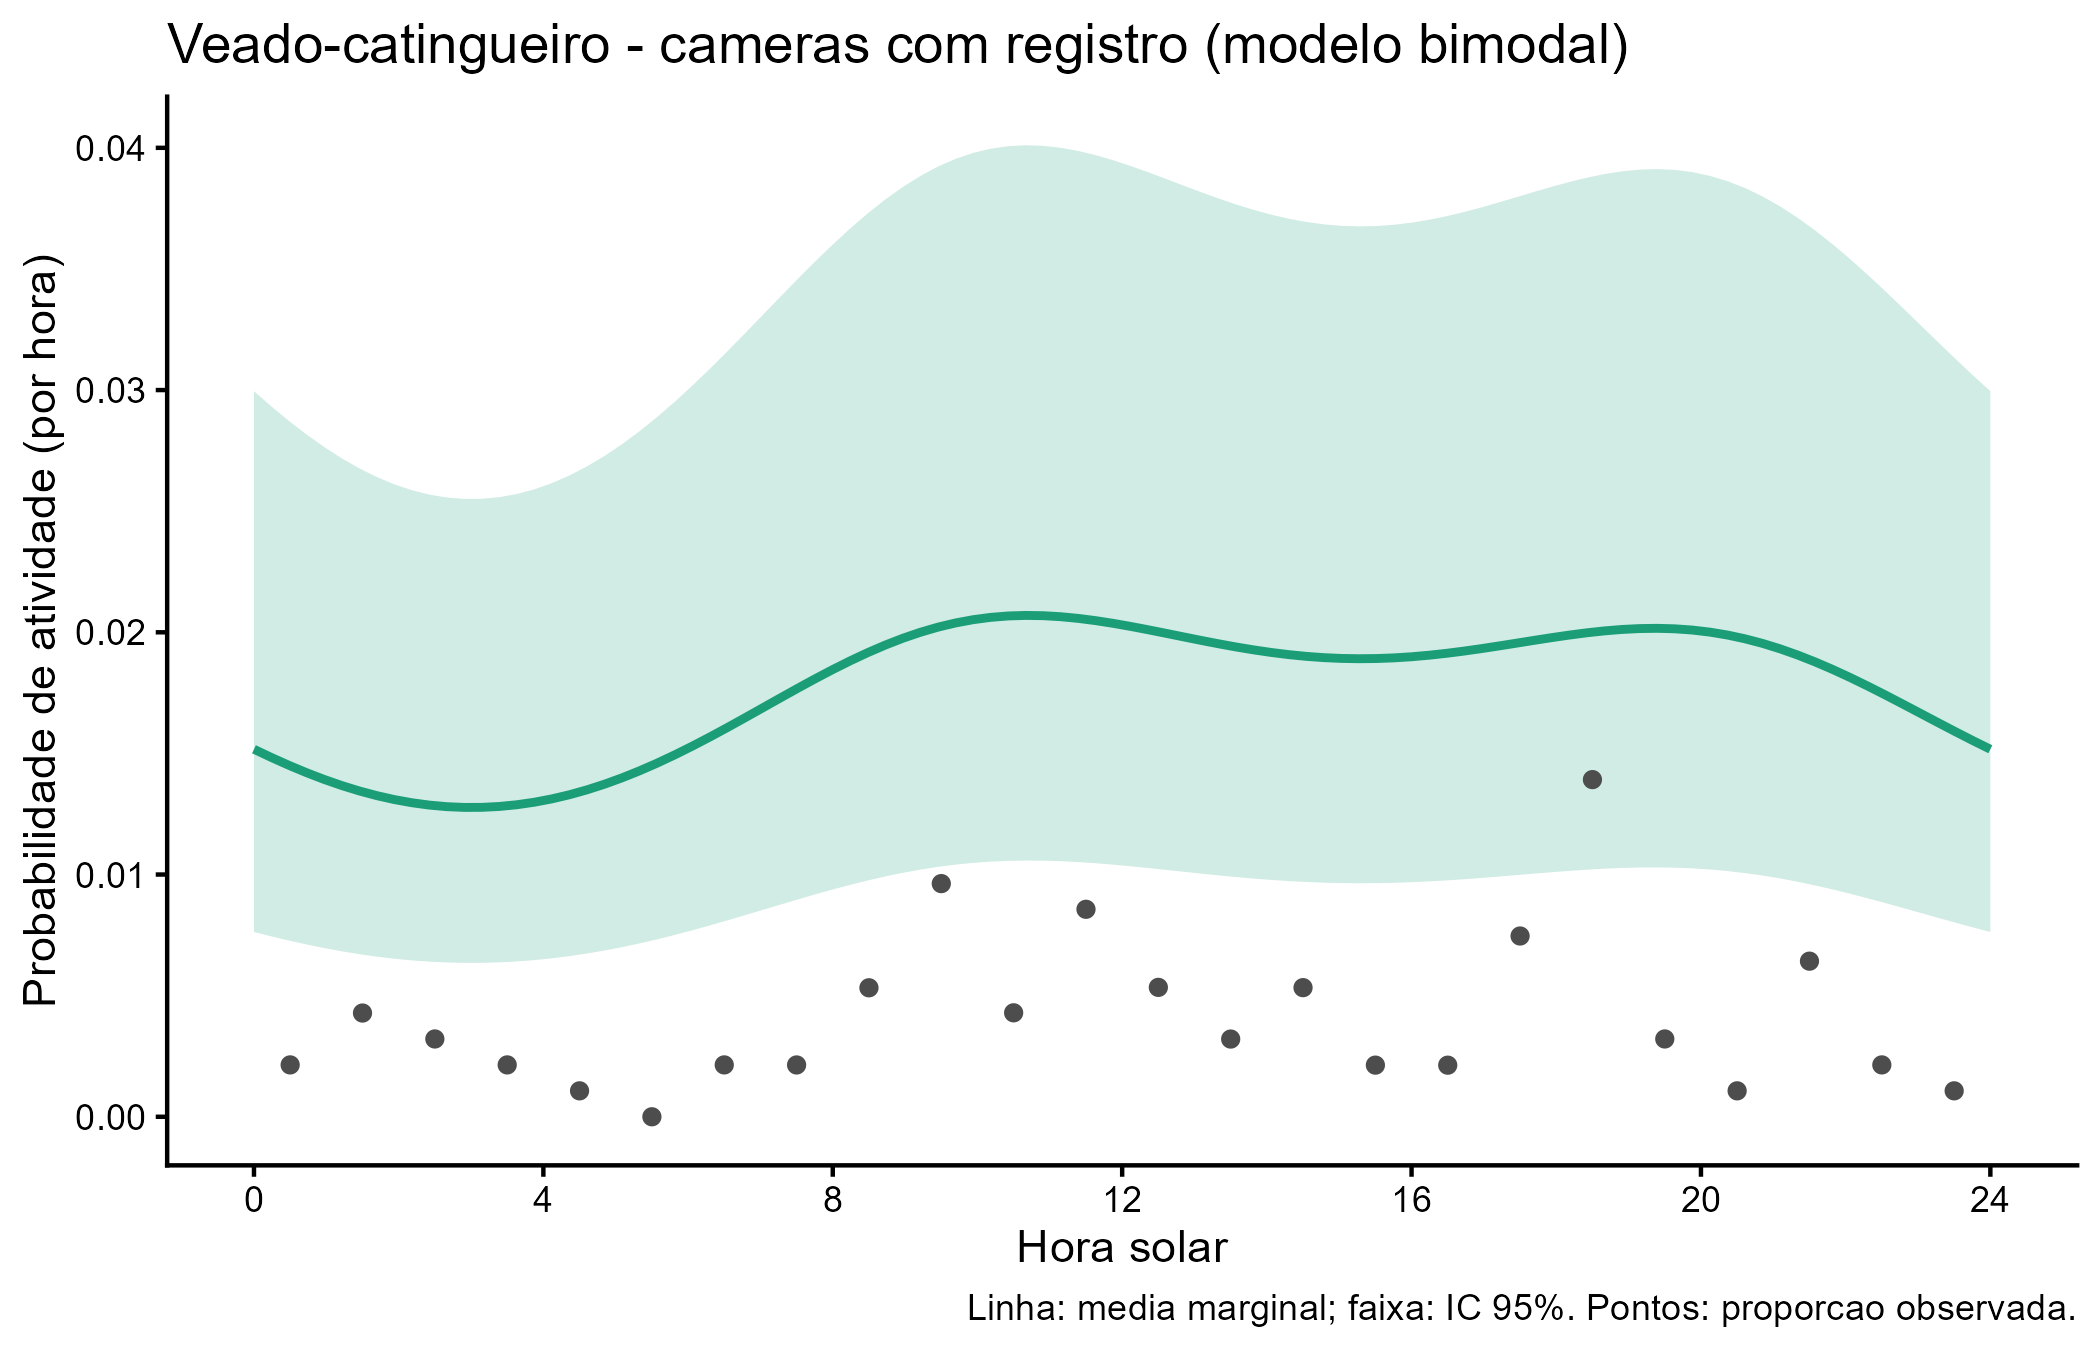 Veado-catingueiro - cameras com registro (modelo bimodal)
Probabilidade de atividade (por hora)
0.04
0.03
0.02
0.01
0.00
0 4 8 12 16 20 24
Hora solar
Linha: media marginal; faixa: IC 95%. Pontos: proporcao observada.